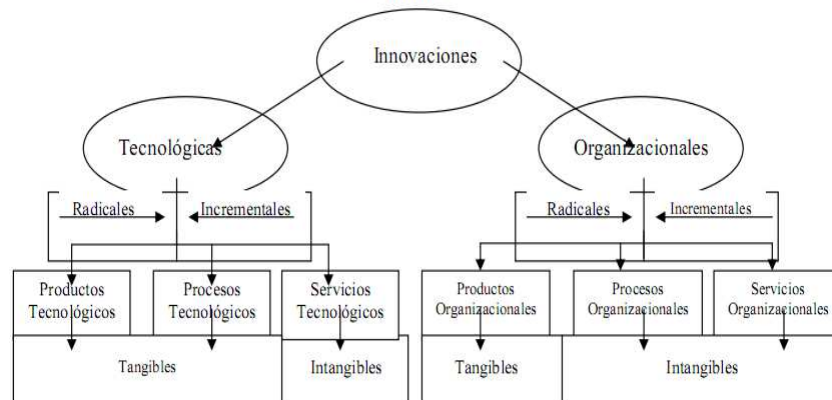 Innovaciones
Tecnológicas
Organizacionales
Radicales
Incrementales
Radicales
Incrementales
Productos
Tecnológicos
Procesos
Tecnológicos
Servicios
Tecnológicos
Productos
Organizacionales
Procesos
Organizacionales
Servicios
Organizacionales
Tangibles
Intangibles
Tangibles
Intangibles